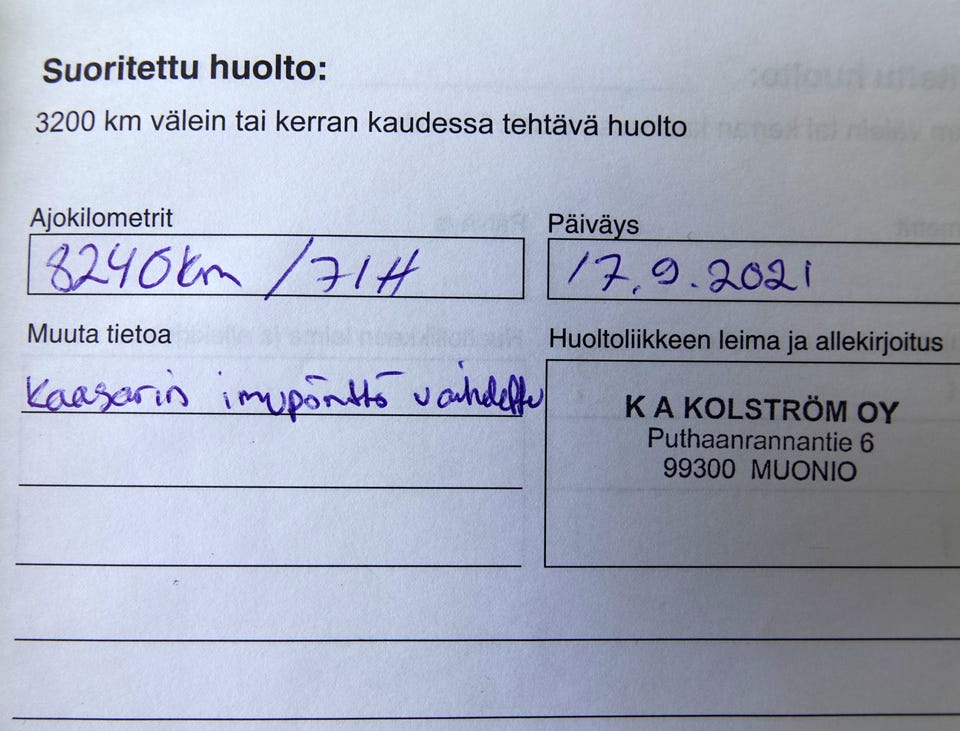 Suoritettu huolto:
3200 km välein tai kerran kaudessa tehtävä huolto
Ajokilometrit
8240km / 71H
Päiväys
17.9.2021
Muuta tietoa
Kaasarin imupönttö vaihdettu
Huoltoliikkeen leima ja allekirjoitus
K A KOLSTRÖM OY
Puthaanrannantie 6
99300 MUONIO